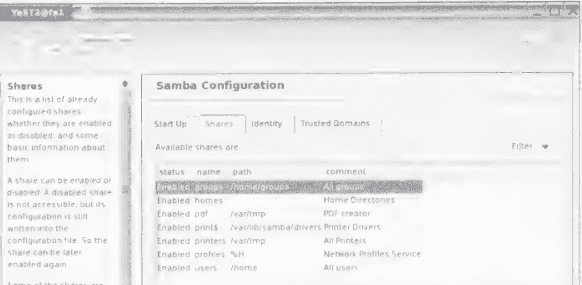 YaST2@fe1
Shares
This is a list of already
configured shares
whether they are enabled
or disabled, and some
basic information about
them.
A share can be enabled or
disabled. A disabled share
is not accessible, but its
configuration is still
written into the
configuration file. So the
share can be later
enabled again.
Some of the shares are
Samba Configuration
Start Up Shares Identity Trusted Domains
Available shares are
Filter
status name path comment
Enabled groups /home/groups All groups
Enabled homes Home Directories
Enabled pdf /var/tmp PDF creator
Enabled print$ /var/lib/samba/drivers Printer Drivers
Enabled printers /var/tmp All Printers
Enabled profiles %H Network Profiles Service
Enabled users /home All users